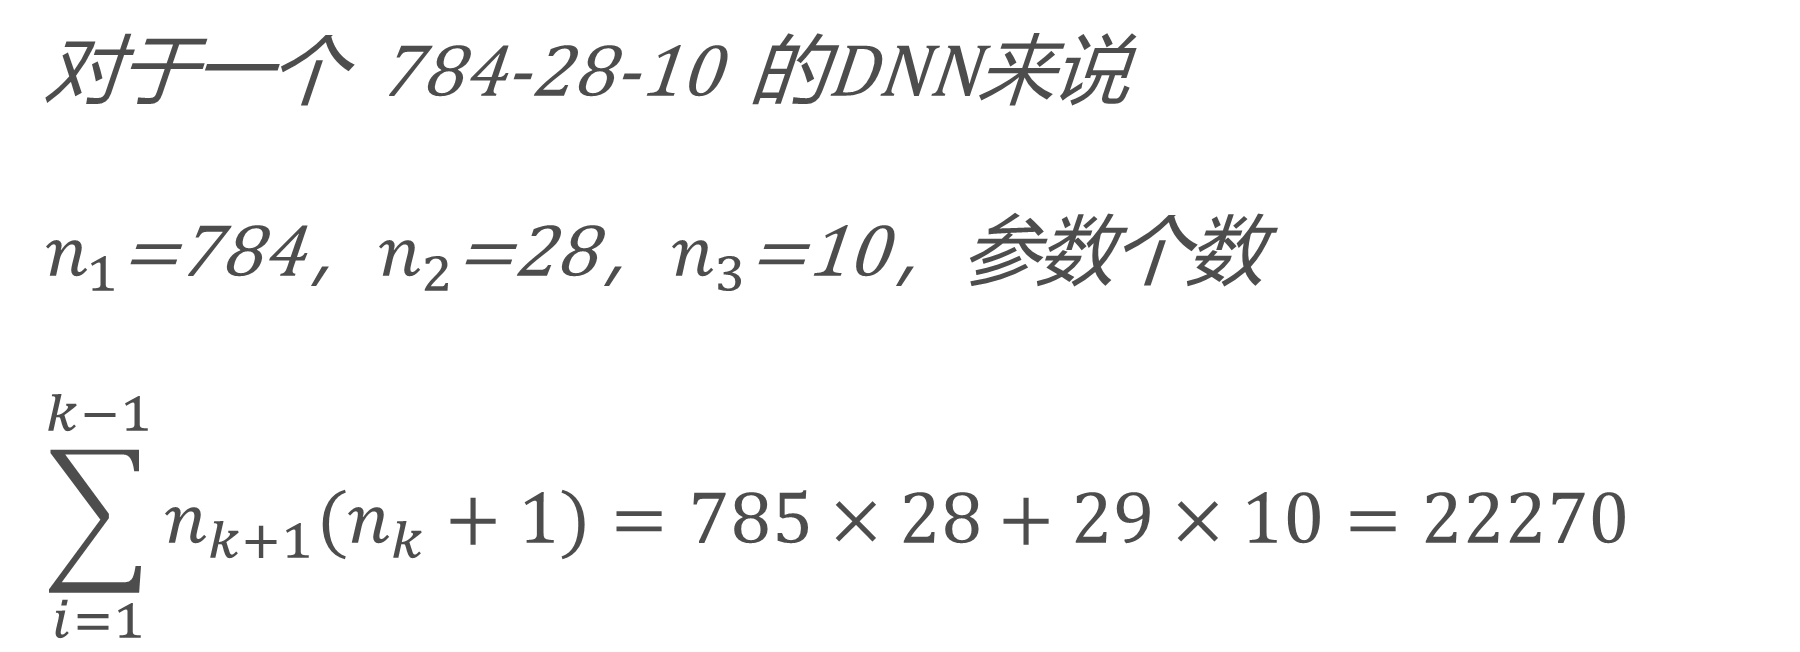 对于一个 784-28-10 的DNN来说
n₁=784, n₂=28, n₃=10, 参数个数
k−1
∑ nₖ₊₁(nₖ + 1) = 785 × 28 + 29 × 10 = 22270
i=1